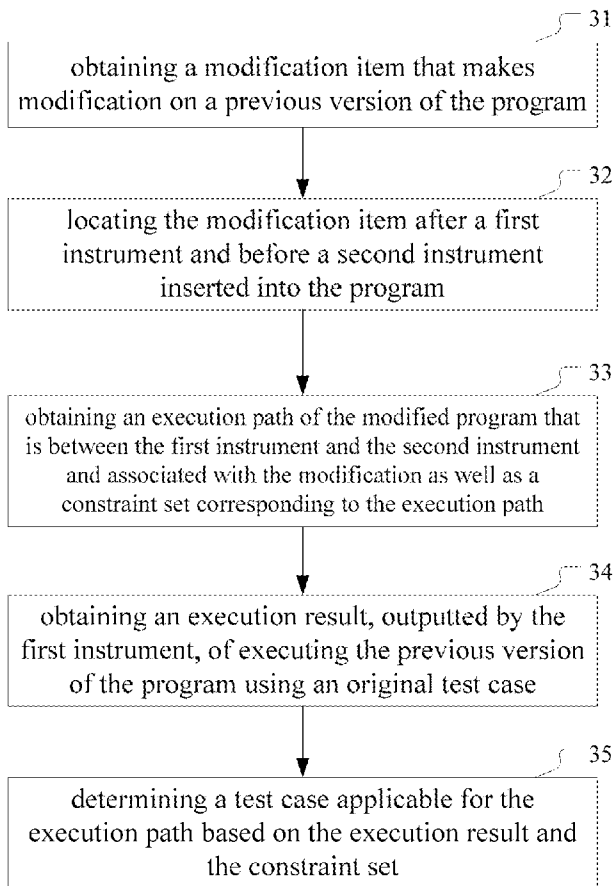 31
obtaining a modification item that makes
modification on a previous version of the program
32
locating the modification item after a first
instrument and before a second instrument
inserted into the program
33
obtaining an execution path of the modified program that
is between the first instrument and the second instrument
and associated with the modification as well as a
constraint set corresponding to the execution path
34
obtaining an execution result, outputted by the
first instrument, of executing the previous version
of the program using an original test case
35
determining a test case applicable for the
execution path based on the execution result and
the constraint set